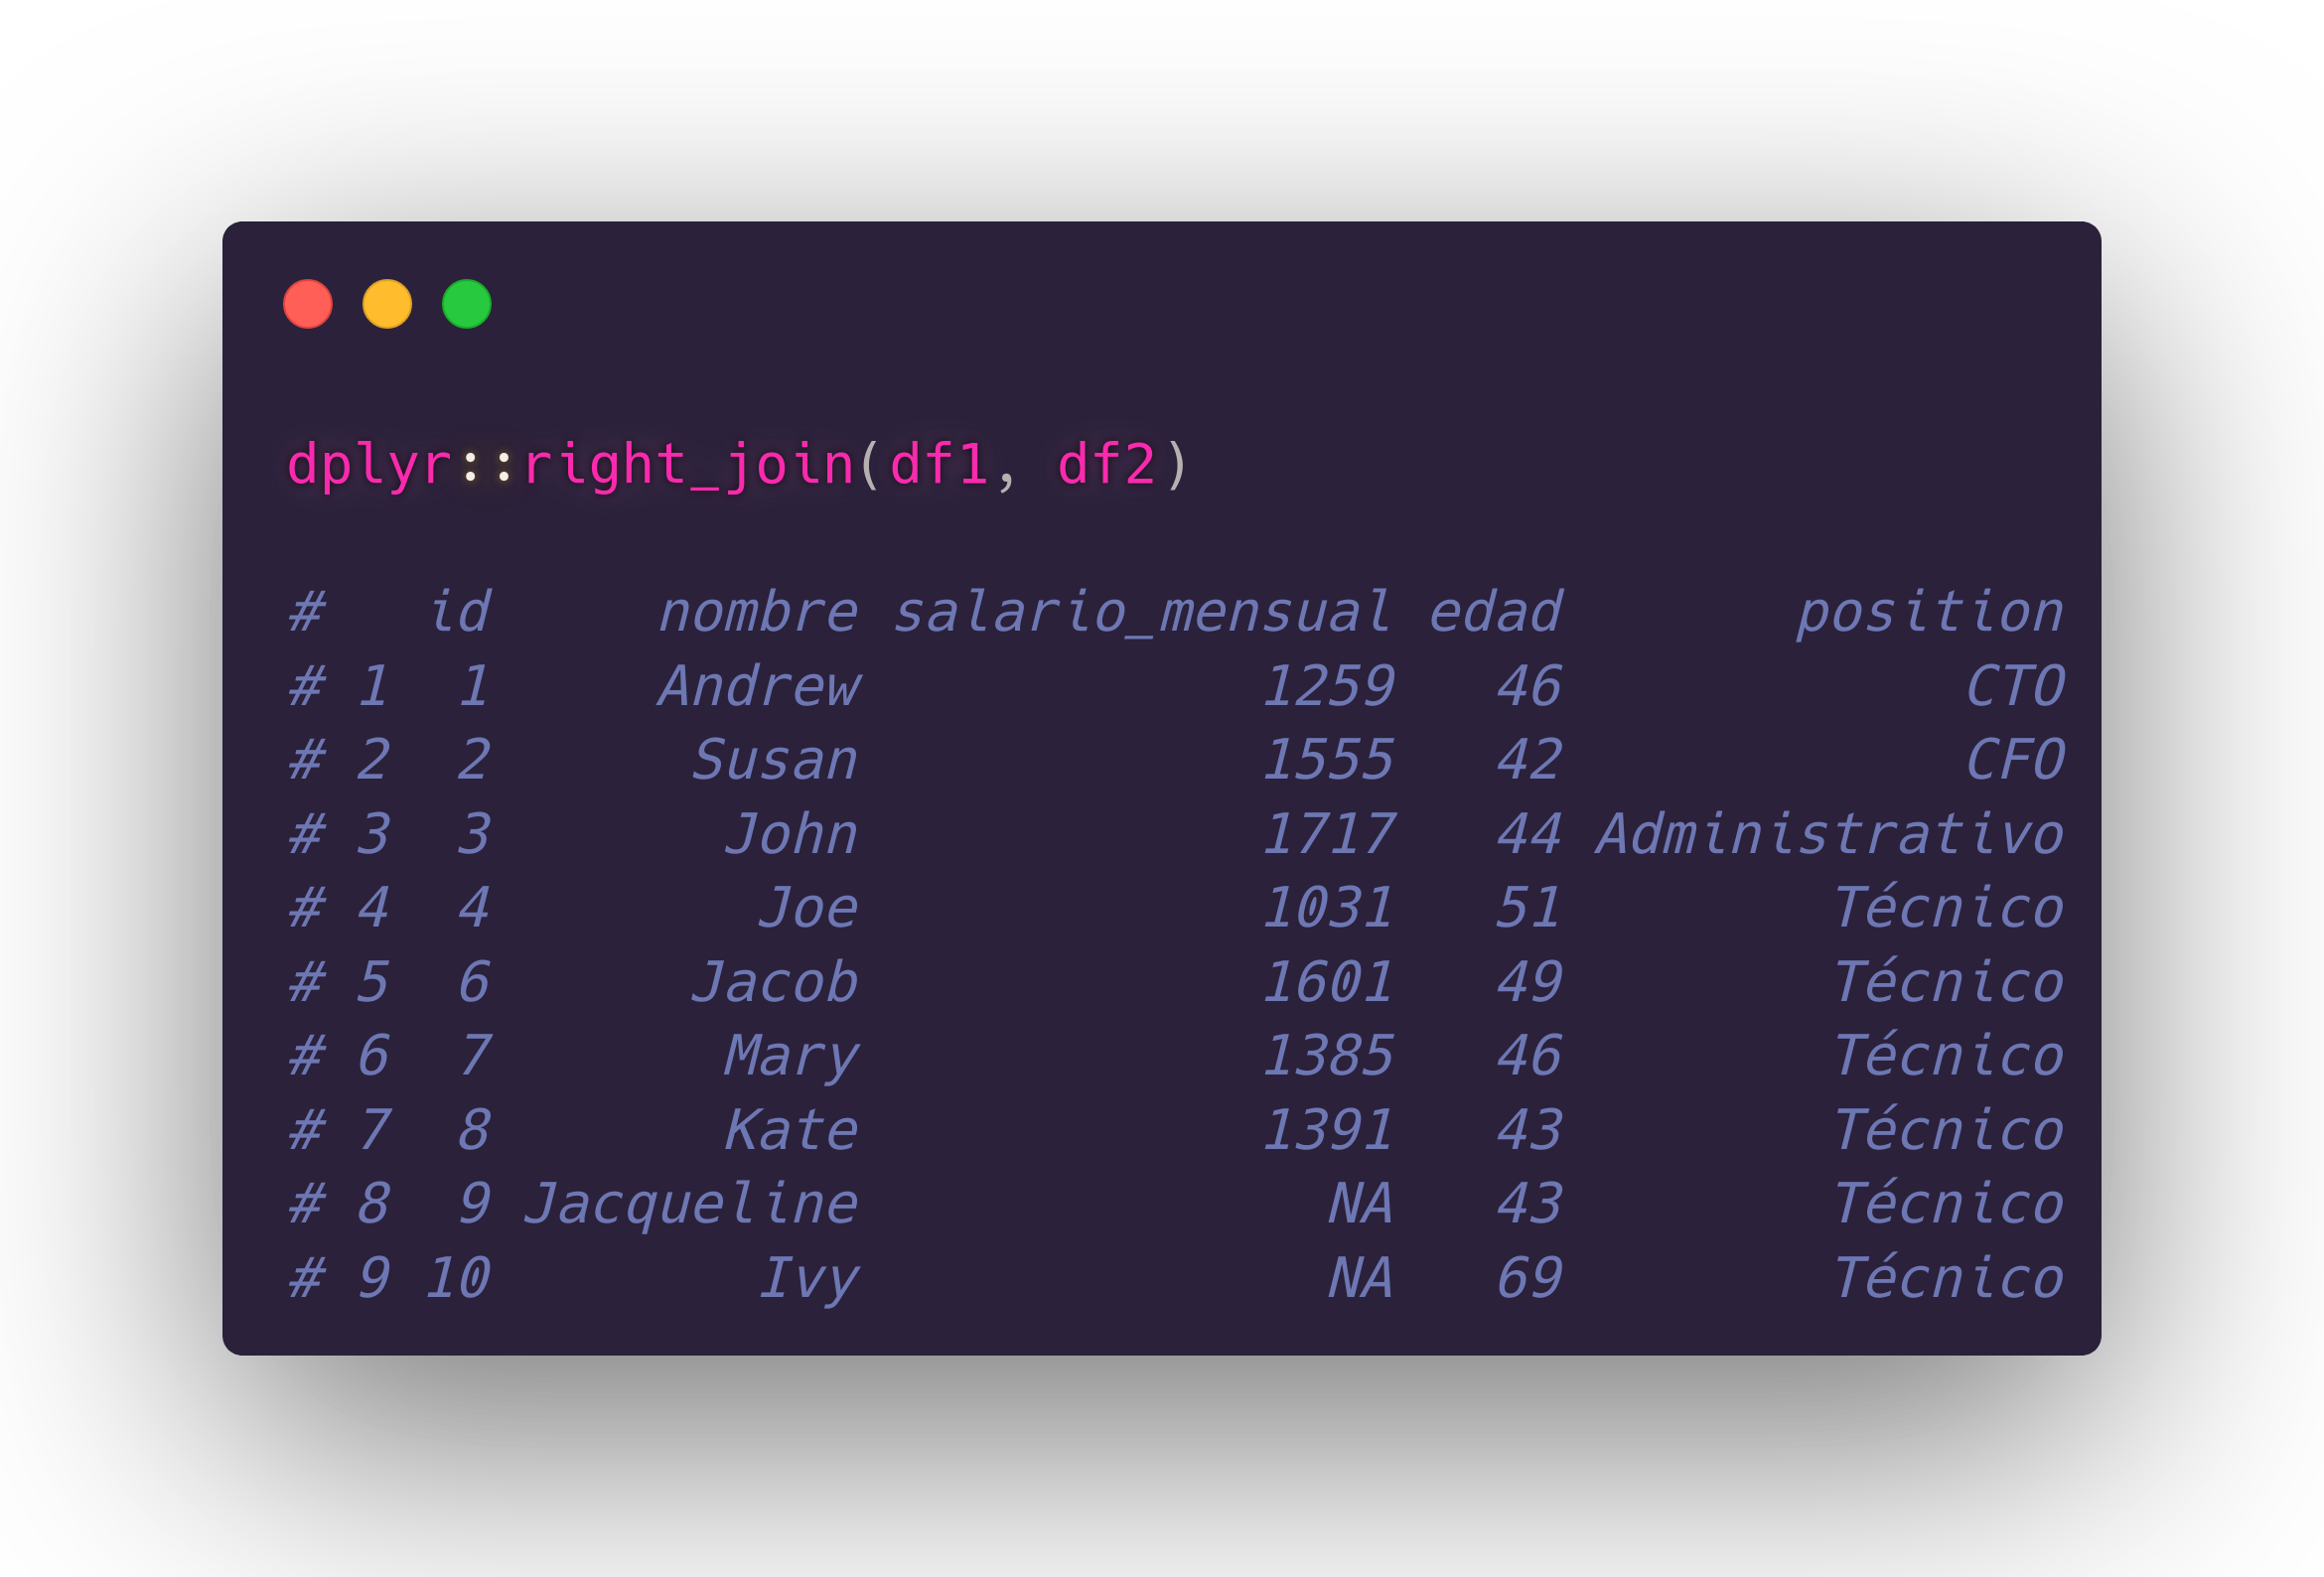 dplyr::right_join(df1, df2)
#   id     nombre salario_mensual edad       position
# 1  1     Andrew            1259   46            CTO
# 2  2      Susan            1555   42            CFO
# 3  3       John            1717   44 Administrativo
# 4  4        Joe            1031   51        Técnico
# 5  6      Jacob            1601   49        Técnico
# 6  7       Mary            1385   46        Técnico
# 7  8       Kate            1391   43        Técnico
# 8  9 Jacqueline              NA   43        Técnico
# 9 10        Ivy              NA   69        Técnico